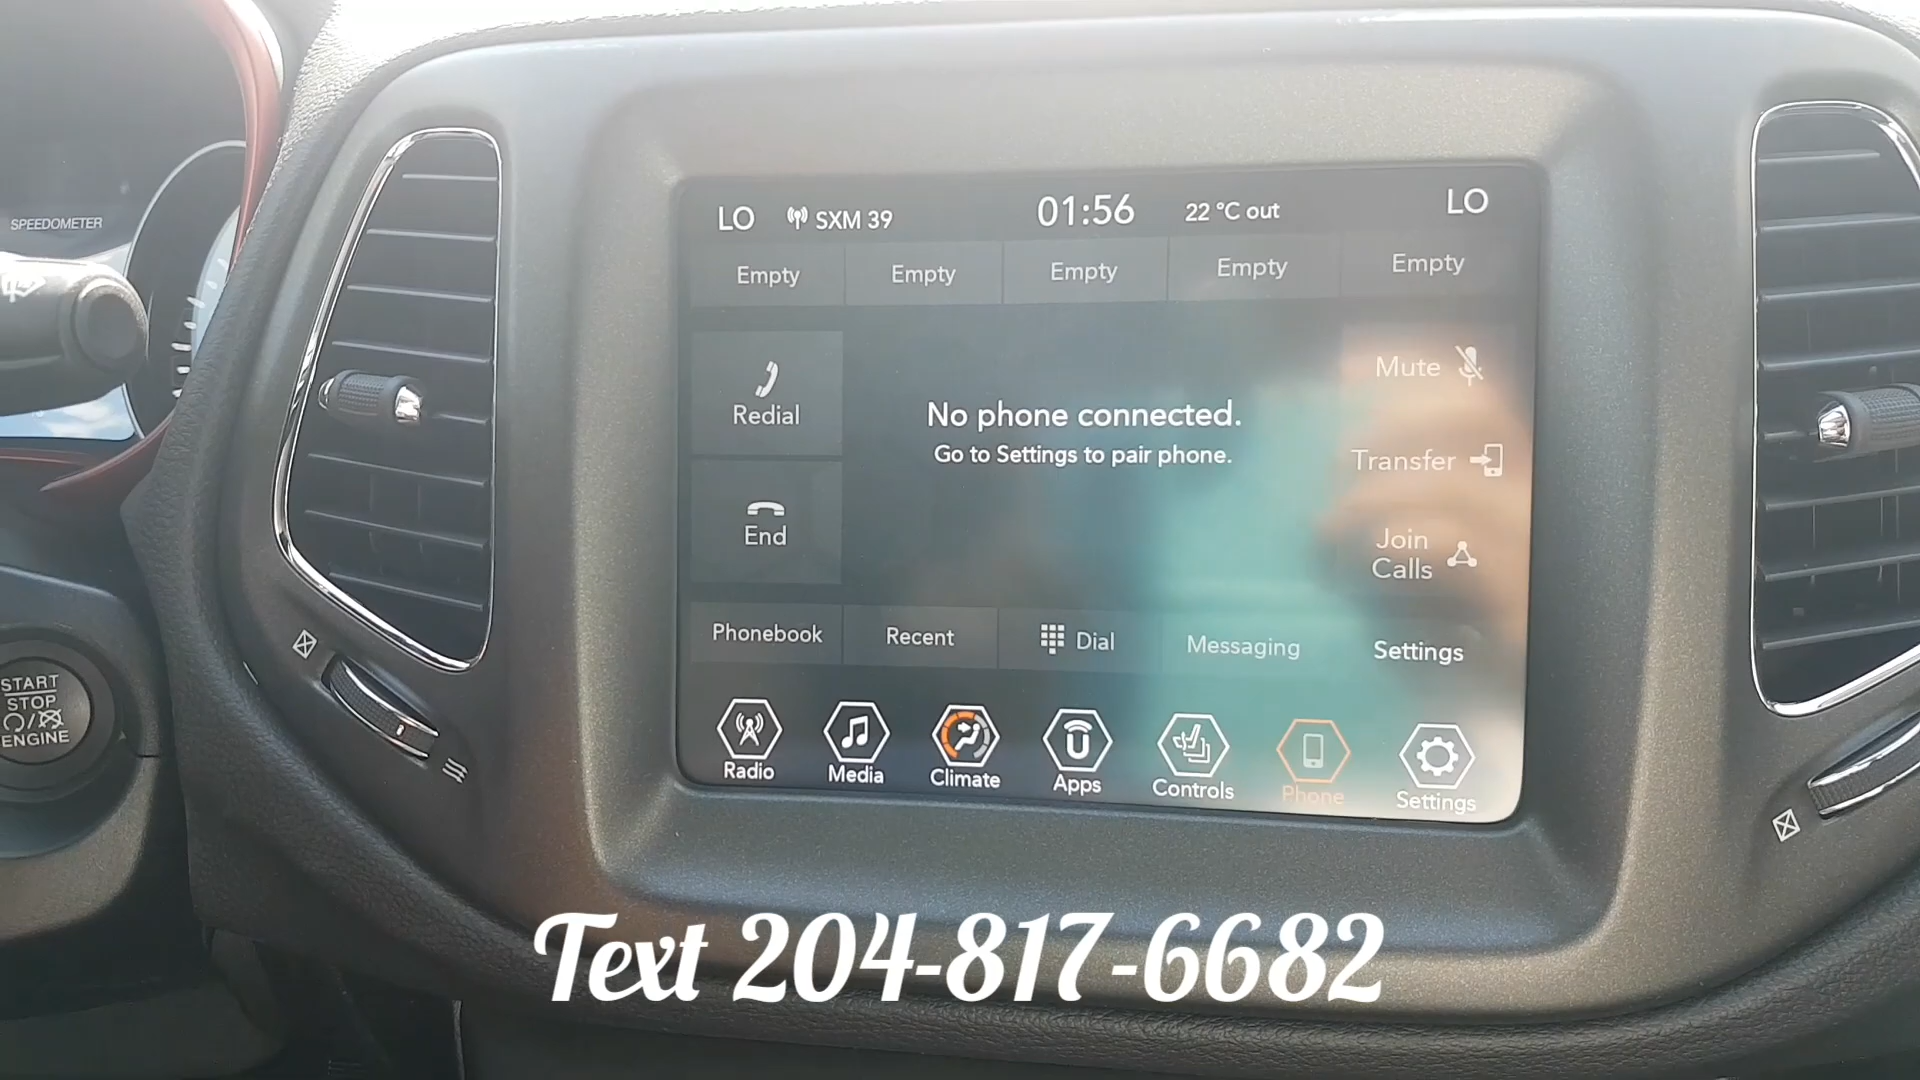 SPEEDOMETER
LO SXM 39 01:56 22 °C out LO
Empty Empty Empty Empty Empty
Redial
No phone connected.
Go to Settings to pair phone.
Mute
Transfer
End
Join
Calls
Phonebook Recent Dial Messaging Settings
START
STOP
ENGINE
Radio Media Climate Apps Controls Phone Settings
Text 204-817-6682